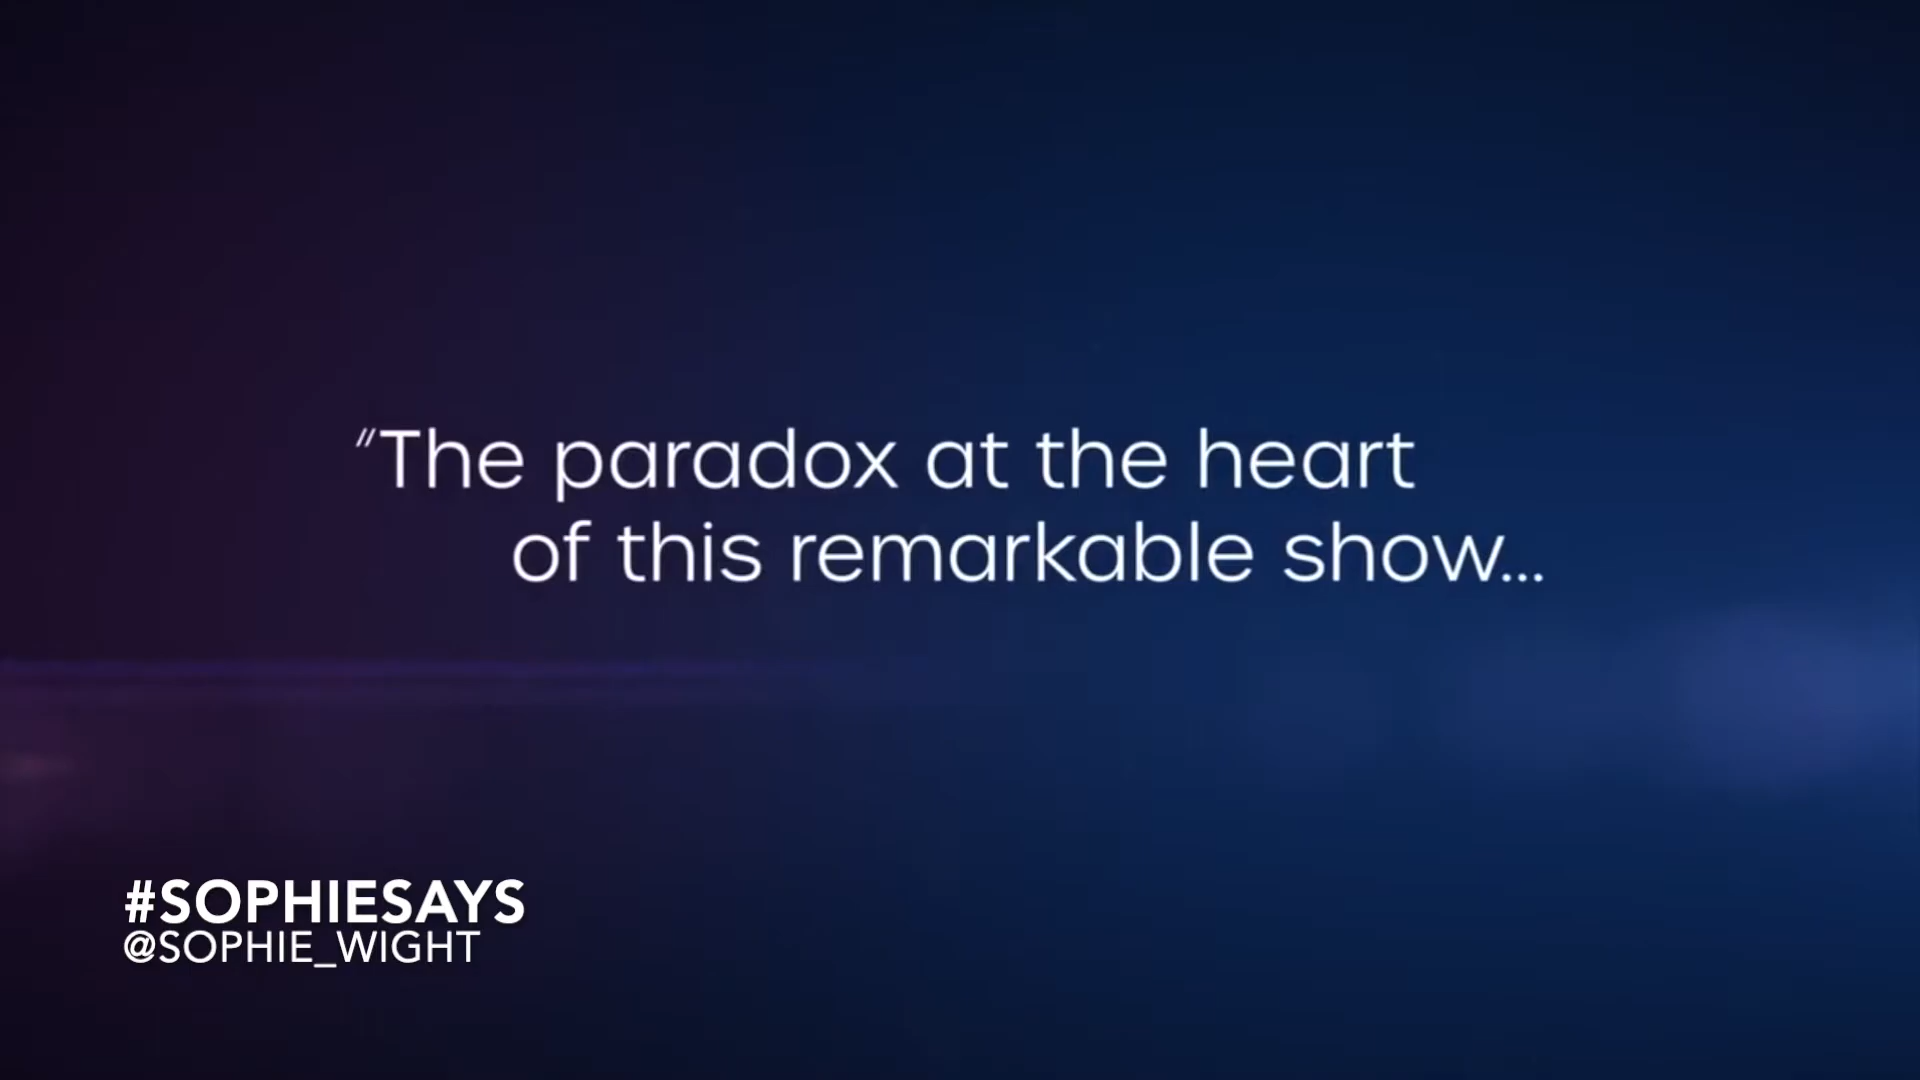 "The paradox at the heart
of this remarkable show...
#SOPHIESAYS
@SOPHIE_WIGHT